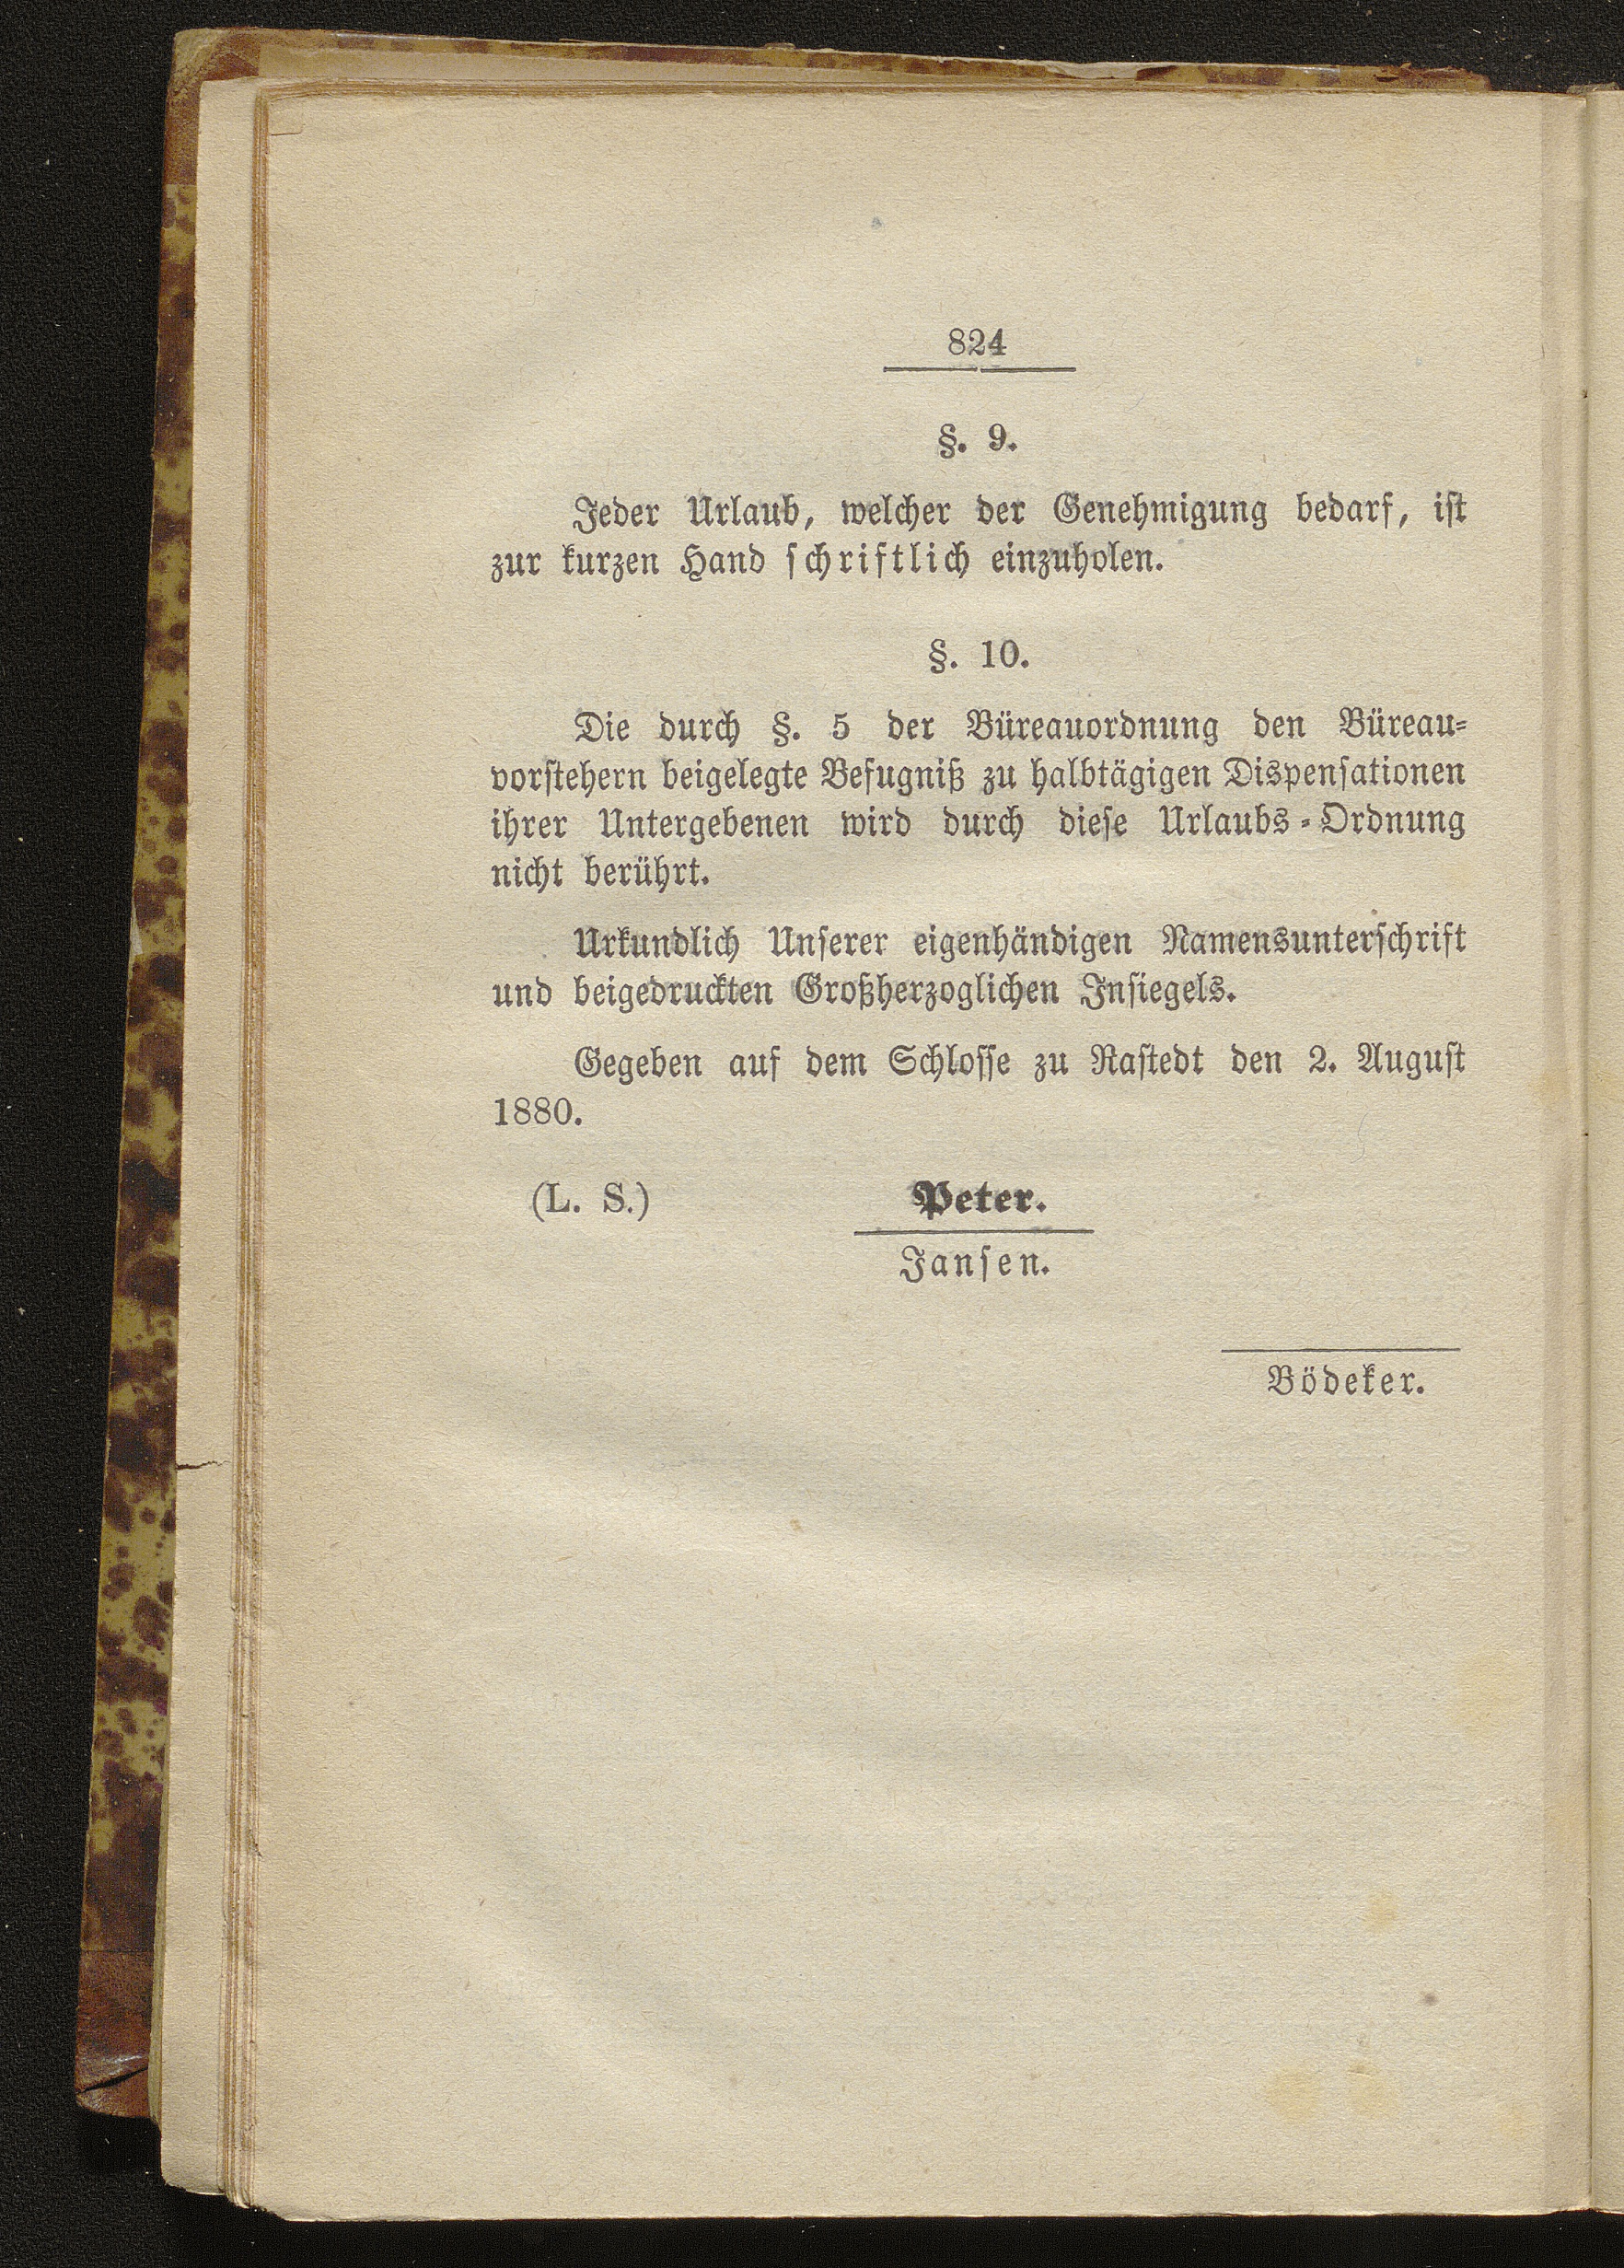 824
§. 9.
Jeder Urlaub, welcher der Genehmigung bedarf, ist
zur kurzen Hand schriftlich einzuholen.
§. 10.
Die durch §. 5 der Büreauordnung den Büreau-
vorstehern beigelegte Befugniß zu halbtägigen Dispensationen
ihrer Untergebenen wird durch diese Urlaubs-Ordnung
nicht berührt.
Urkundlich Unserer eigenhändigen Namensunterschrift
und beigedruckten Großherzoglichen Insiegels.
Gegeben auf dem Schlosse zu Rastedt den 2. August
1880.
(L. S.) Peter.
Jansen.
Bödeker.